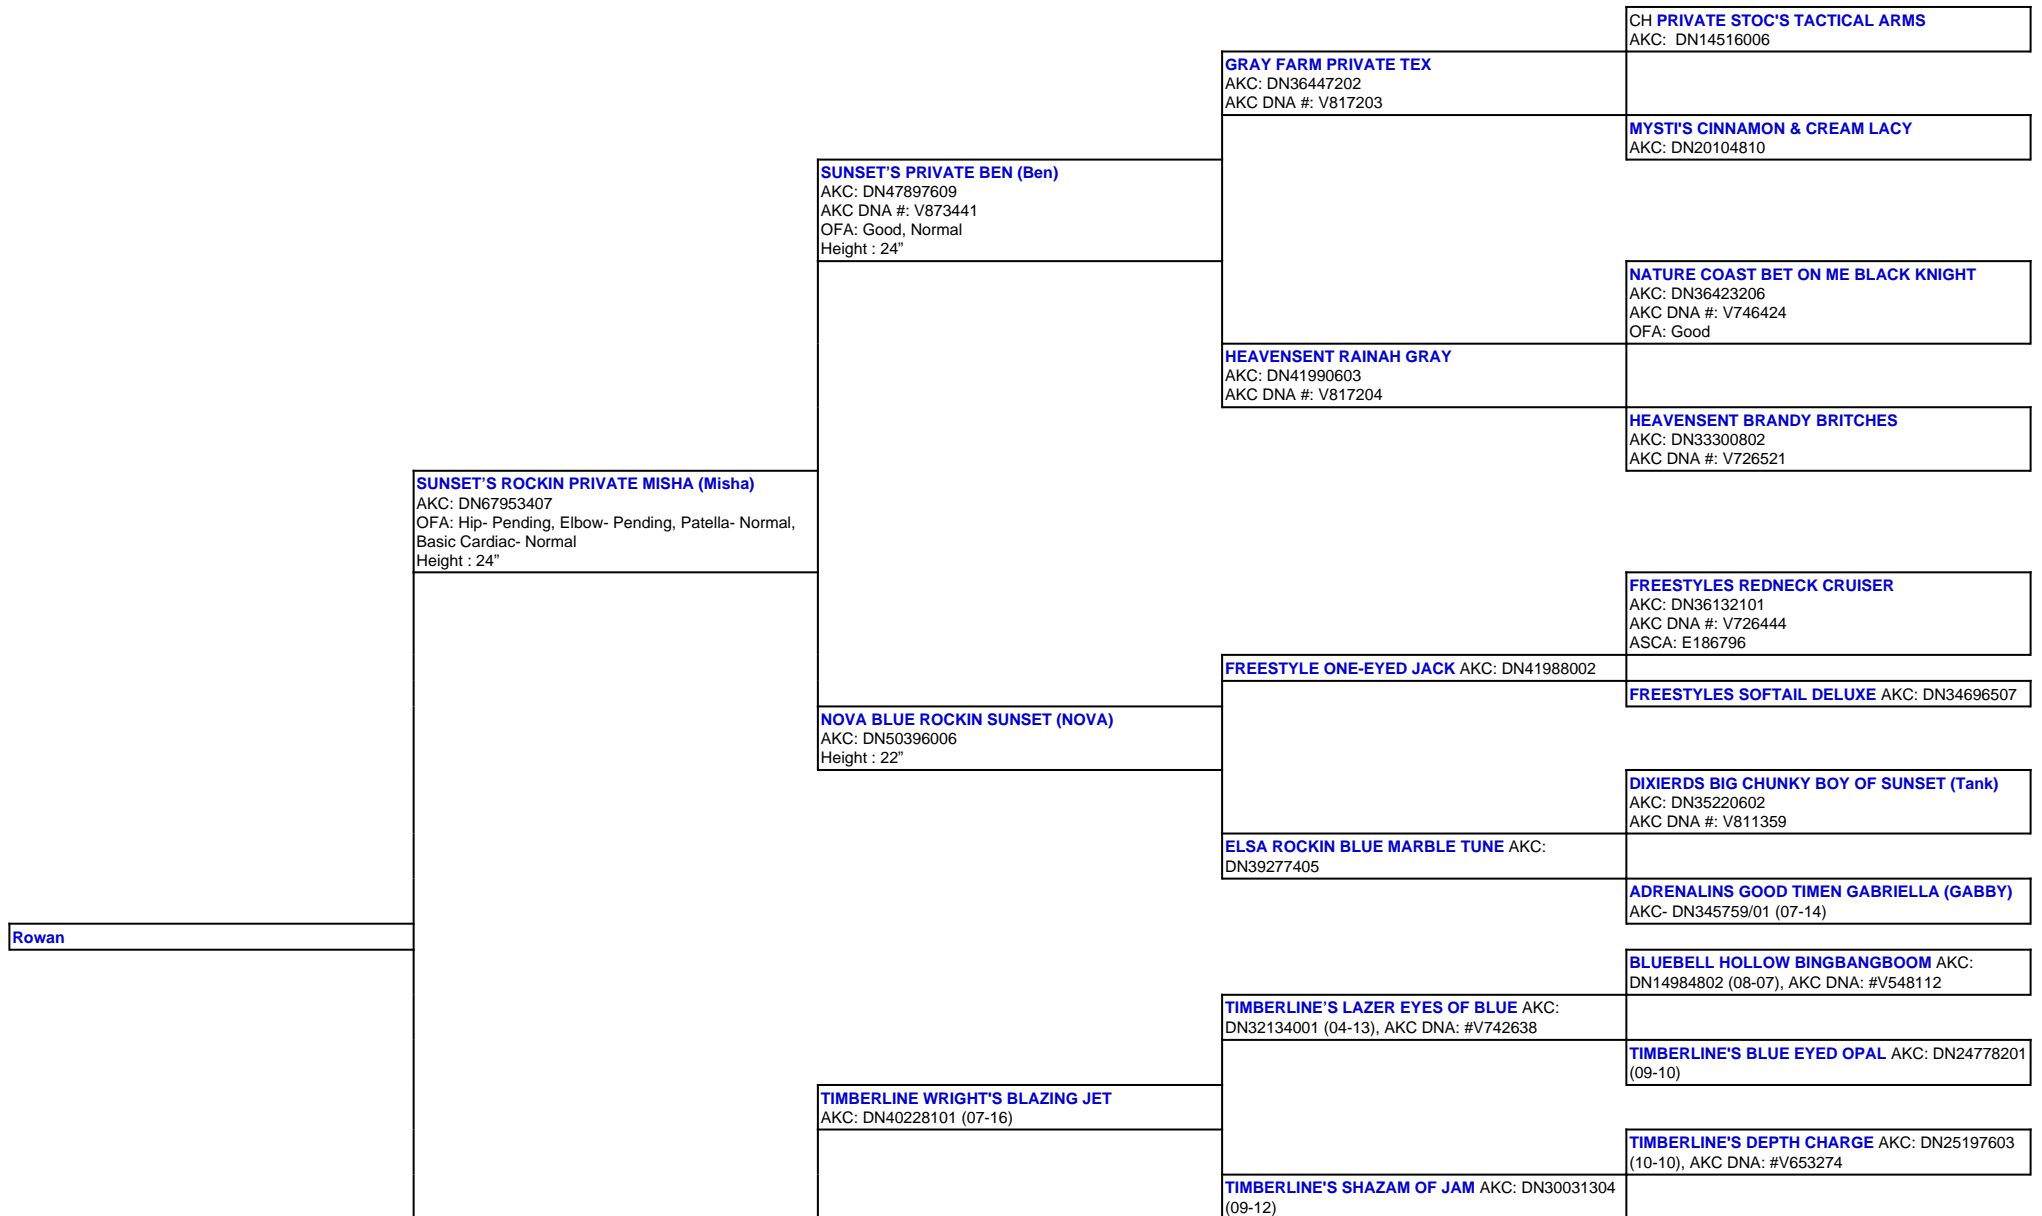 CH PRIVATE STOC'S TACTICAL ARMS
AKC:  DN14516006
GRAY FARM PRIVATE TEX
AKC: DN36447202
AKC DNA #: V817203
MYSTI'S CINNAMON & CREAM LACY
AKC: DN20104810
SUNSET’S PRIVATE BEN (Ben)
AKC: DN47897609
AKC DNA #: V873441
OFA: Good, Normal
Height : 24”
NATURE COAST BET ON ME BLACK KNIGHT
AKC: DN36423206
AKC DNA #: V746424
OFA: Good
HEAVENSENT RAINAH GRAY
AKC: DN41990603
AKC DNA #: V817204
HEAVENSENT BRANDY BRITCHES
AKC: DN33300802
AKC DNA #: V726521
SUNSET’S ROCKIN PRIVATE MISHA (Misha)
AKC: DN67953407
OFA: Hip- Pending, Elbow- Pending, Patella- Normal,
Basic Cardiac- Normal
Height : 24”
FREESTYLES REDNECK CRUISER
AKC: DN36132101
AKC DNA #: V726444
ASCA: E186796
FREESTYLE ONE-EYED JACK AKC: DN41988002
FREESTYLES SOFTAIL DELUXE AKC: DN34696507
NOVA BLUE ROCKIN SUNSET (NOVA)
AKC: DN50396006
Height : 22”
DIXIERDS BIG CHUNKY BOY OF SUNSET (Tank)
AKC: DN35220602
AKC DNA #: V811359
ELSA ROCKIN BLUE MARBLE TUNE AKC:
DN39277405
ADRENALINS GOOD TIMEN GABRIELLA (GABBY)
AKC- DN345759/01 (07-14)
Rowan
BLUEBELL HOLLOW BINGBANGBOOM AKC:
DN14984802 (08-07), AKC DNA: #V548112
TIMBERLINE’S LAZER EYES OF BLUE AKC:
DN32134001 (04-13), AKC DNA: #V742638
TIMBERLINE'S BLUE EYED OPAL AKC: DN24778201
(09-10)
TIMBERLINE WRIGHT'S BLAZING JET
AKC: DN40228101 (07-16)
TIMBERLINE'S DEPTH CHARGE AKC: DN25197603
(10-10), AKC DNA: #V653274
TIMBERLINE'S SHAZAM OF JAM AKC: DN30031304
(09-12)